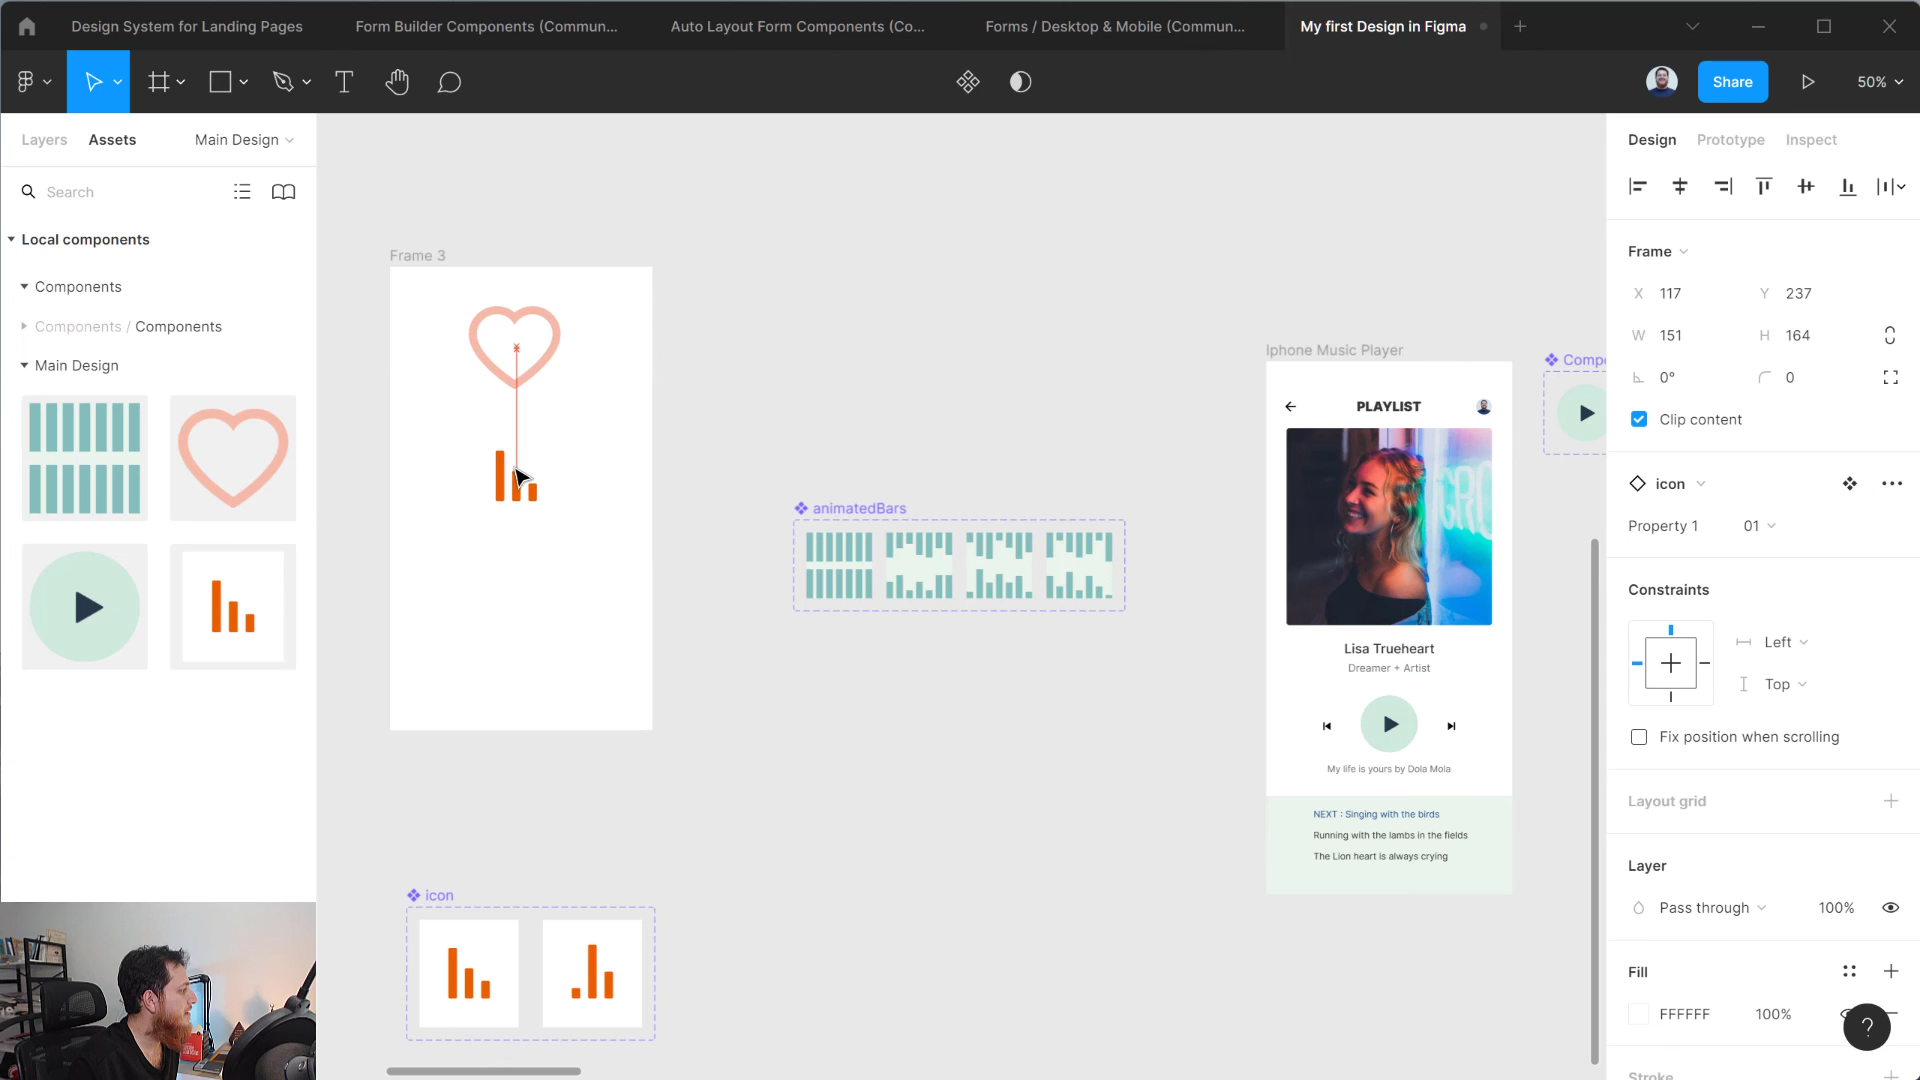 Design System for Landing Pages
Form Builder Components (Commun...
Auto Layout Form Components (Co...
Forms / Desktop & Mobile (Commun...
My first Design in Figma
Share
50%
Layers
Assets
Main Design
Search
Local components
Components
Components / Components
Main Design
Frame 3
animatedBars
icon
Iphone Music Player
PLAYLIST
Lisa Trueheart
Dreamer + Artist
My life is yours by Dola Mola
NEXT : Singing with the birds
Running with the lambs in the fields
The Lion heart is always crying
Compo
Design
Prototype
Inspect
Frame
X 117
Y 237
W 151
H 164
0°
0
Clip content
icon
Property 1
01
Constraints
Left
Top
Fix position when scrolling
Layout grid
Layer
Pass through
100%
Fill
FFFFFF
100%
?
Stroke